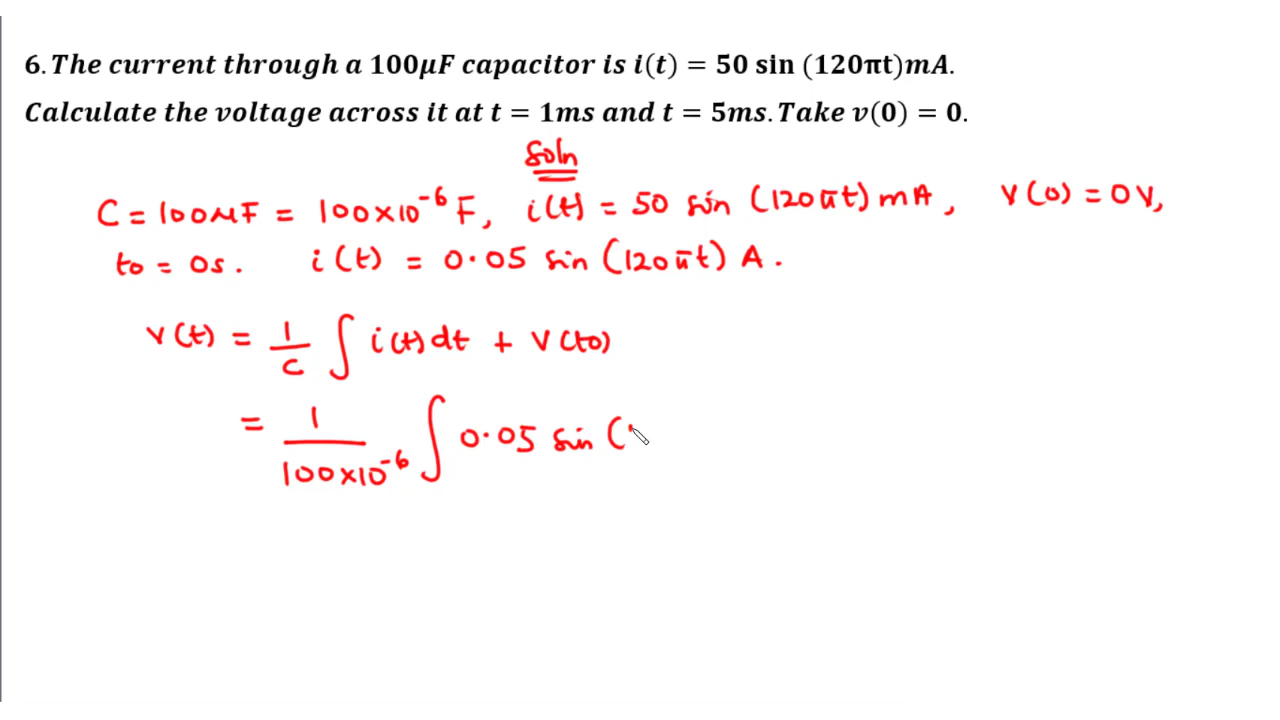 6. The current through a 100μF capacitor is i(t) = 50 sin (120πt)mA.
Calculate the voltage across it at t = 1ms and t = 5ms. Take v(0) = 0.
Soln
C = 100μF = 100×10⁻⁶ F, i(t) = 50 sin (120πt) mA, V(0) = 0V,
t0 = 0s. i(t) = 0.05 sin (120πt) A.
V(t) = 1/C ∫ i(t) dt + V(t0)
= 1/100×10⁻⁶ ∫ 0.05 sin (